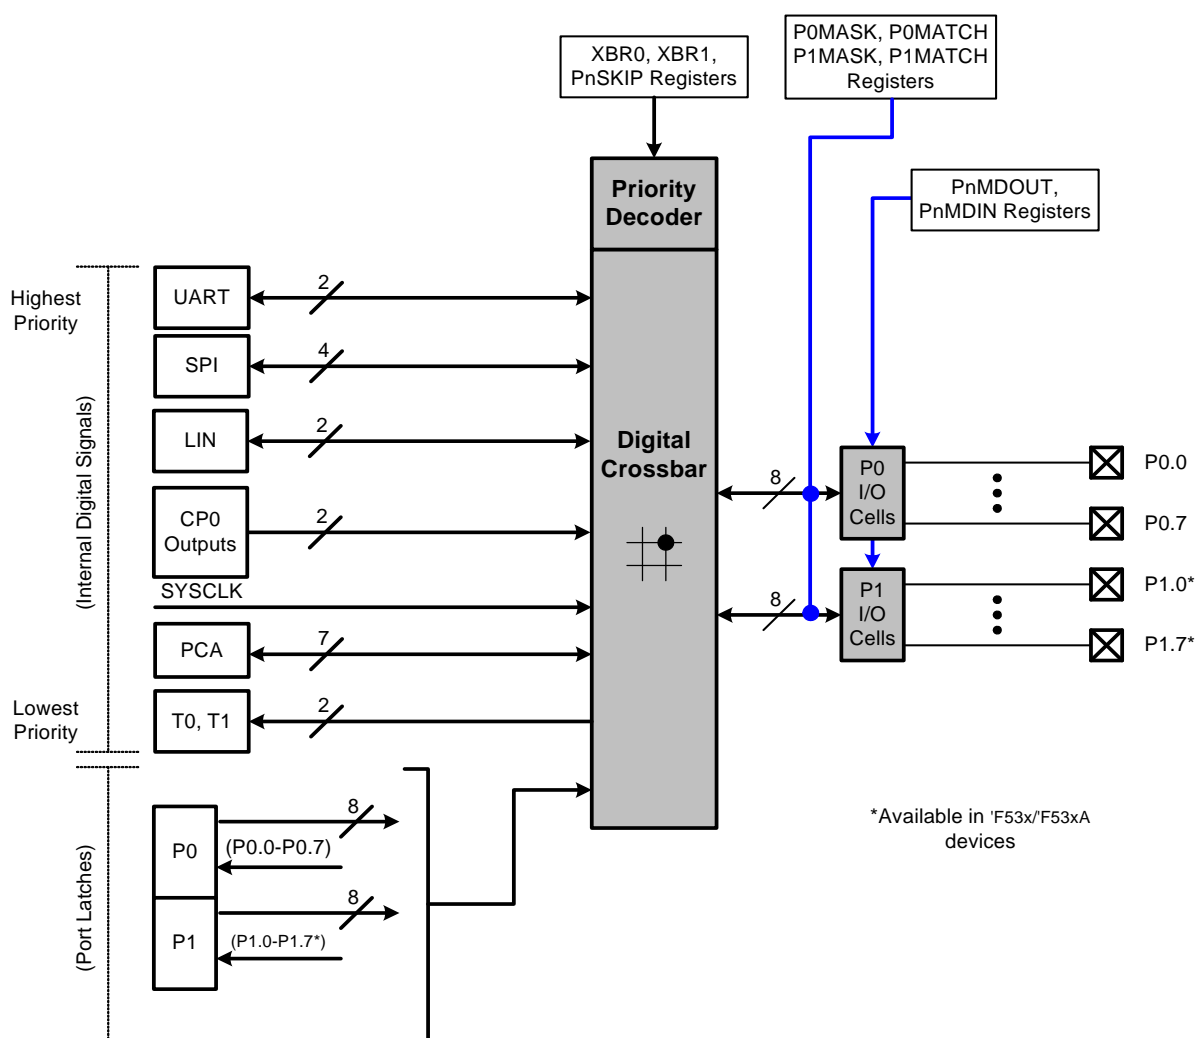 XBR0, XBR1,
PnSKIP Registers
P0MASK, P0MATCH
P1MASK, P1MATCH
Registers
PnMDOUT,
PnMDIN Registers
Priority
Decoder
Highest
Priority
(Internal Digital Signals)
UART
2
SPI
4
LIN
2
CP0
Outputs
2
SYSCLK
PCA
7
T0, T1
2
Lowest
Priority
Digital
Crossbar
8
P0
I/O
Cells
P0.0
P0.7
8
P1
I/O
Cells
P1.0*
P1.7*
(Port Latches)
P0
8
(P0.0-P0.7)
P1
8
(P1.0-P1.7*)
*Available in 'F53x/'F53xA
devices